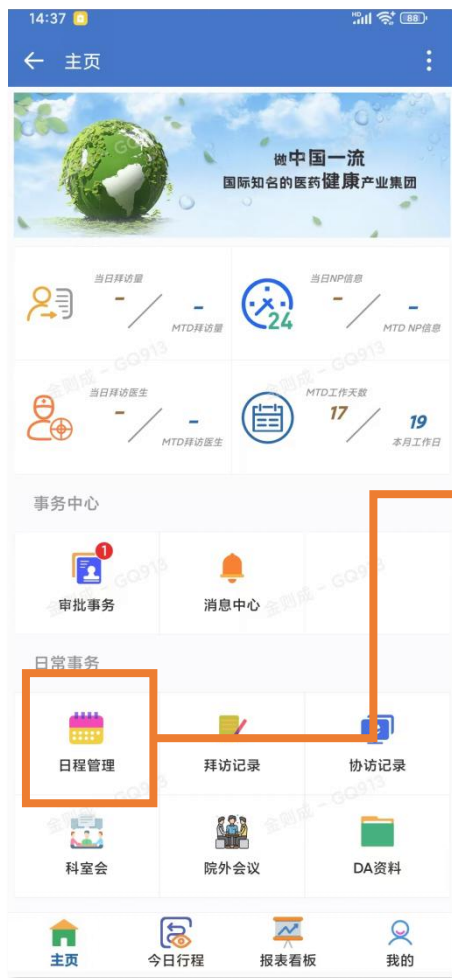 14:37 HD 88
主页
做中国一流
国际知名的医药健康产业集团
当日拜访量
- / -
MTD拜访量
24
当日NP信息
- / -
MTD NP信息
当日拜访医生
- / -
MTD拜访医生
MTD工作天数
17 / 19
本月工作日
事务中心
1
审批事务
消息中心
日常事务
日程管理
拜访记录
协访记录
科室会
院外会议
DA资料
主页
今日行程
报表看板
我的
金则成 - GQ913